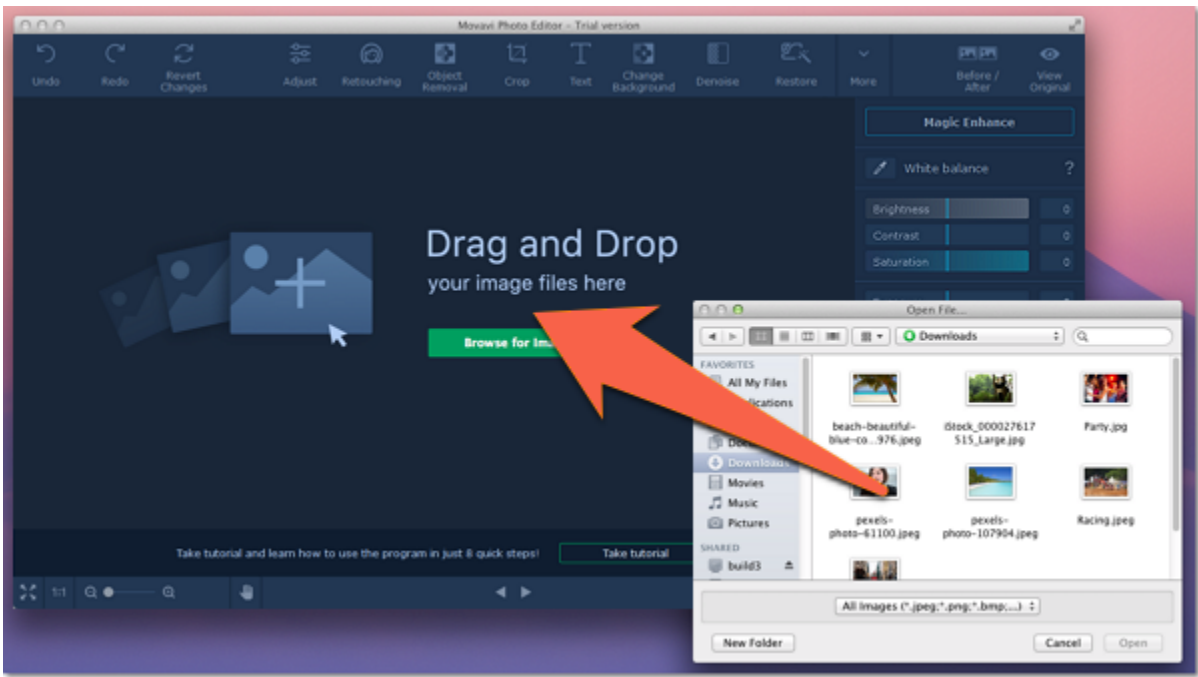 Movavi Photo Editor – Trial version
Undo
Redo
Revert
Changes
Adjust
Retouching
Object
Removal
Crop
Text
Change
Background
Denoise
Restore
More
Before /
After
View
Original
Magic Enhance
White balance
?
Brightness
0
Contrast
0
Saturation
0
Drag and Drop
your image files here
Browse for
Take tutorial and learn how to use the program in just 8 quick steps!
Take tutorial
1:1
Open File...
Downloads
FAVORITES
All My Files
Downloads
Movies
Music
Pictures
SHARED
build3
beach-beautiful-
blue-co...976.jpeg
iStock_000027617
515_Large.jpg
Party.jpg
pexels-
photo-61100.jpeg
pexels-
photo-107904.jpeg
Racing.jpeg
All Images (*.jpeg;*.png;*.bmp;...)
New Folder
Cancel
Open